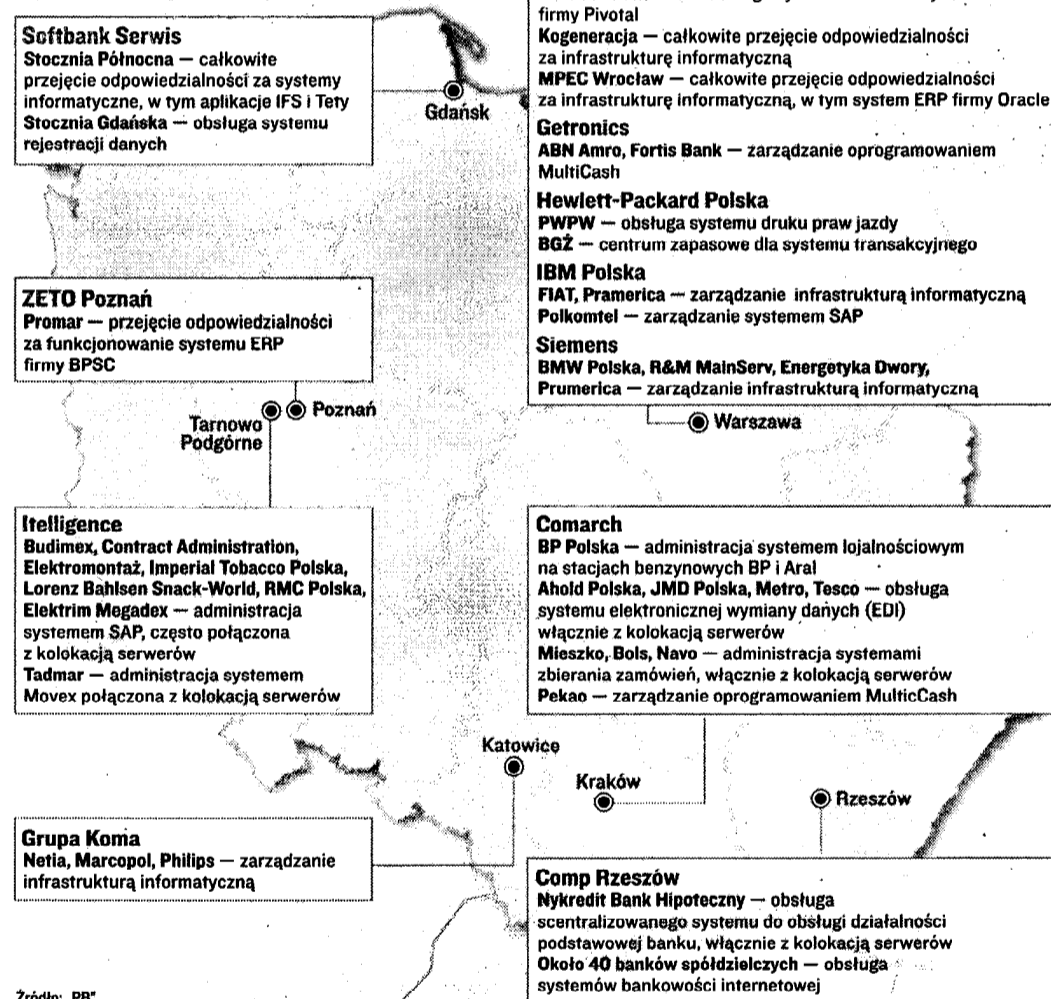 Softbank Serwis
Stocznia Północna — całkowite
przejęcie odpowiedzialności za systemy
informatyczne, w tym aplikacje IFS i Tety
Stocznia Gdańska — obsługa systemu
rejestracji danych
Gdańsk
firmy Pivotal
Kogeneracja — całkowite przejęcie odpowiedzialności
za infrastrukturę informatyczną
MPEC Wrocław — całkowite przejęcie odpowiedzialności
za infrastrukturę informatyczną, w tym system ERP firmy Oracle
Getronics
ABN Amro, Fortis Bank — zarządzanie oprogramowaniem
MultiCash
Hewlett-Packard Polska
PWPW — obsługa systemu druku praw jazdy
BGŻ — centrum zapasowe dla systemu transakcyjnego
IBM Polska
FIAT, Pramerica — zarządzanie infrastrukturą informatyczną
Polkomtel — zarządzanie systemem SAP
Siemens
BMW Polska, R&M MainServ, Energetyka Dwory,
Prumerica — zarządzanie infrastrukturą informatyczną
Warszawa
ZETO Poznań
Promar — przejęcie odpowiedzialności
za funkcjonowanie systemu ERP
firmy BPSC
Poznań
Tarnowo
Podgórne
Itelligence
Budimex, Contract Administration,
Elektromontaż, Imperial Tobacco Polska,
Lorenz Bahlsen Snack-World, RMC Polska,
Elektrim Megadex — administracja
systemem SAP, często połączona
z kolokacją serwerów
Tadmar — administracja systemem
Movex połączona z kolokacją serwerów
Comarch
BP Polska — administracja systemem lojalnościowym
na stacjach benzynowych BP i Aral
Ahold Polska, JMD Polska, Metro, Tesco — obsługa
systemu elektronicznej wymiany danych (EDI)
włącznie z kolokacją serwerów
Mieszko, Bols, Navo — administracja systemami
zbierania zamówień, włącznie z kolokacją serwerów
Pekao — zarządzanie oprogramowaniem MulticCash
Katowice
Kraków
Rzeszów
Grupa Koma
Netia, Marcopol, Philips — zarządzanie
infrastrukturą informatyczną
Comp Rzeszów
Nykredit Bank Hipoteczny — obsługa
scentralizowanego systemu do obsługi działalności
podstawowej banku, włącznie z kolokacją serwerów
Około 40 banków spółdzielczych — obsługa
systemów bankowości internetowej
Źródło: „PB"